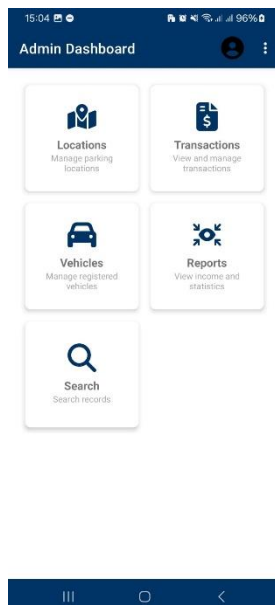 15:04
96%
Admin Dashboard
Locations
Manage parking
locations
Transactions
View and manage
transactions
Vehicles
Manage registered
vehicles
Reports
View income and
statistics
Search
Search records